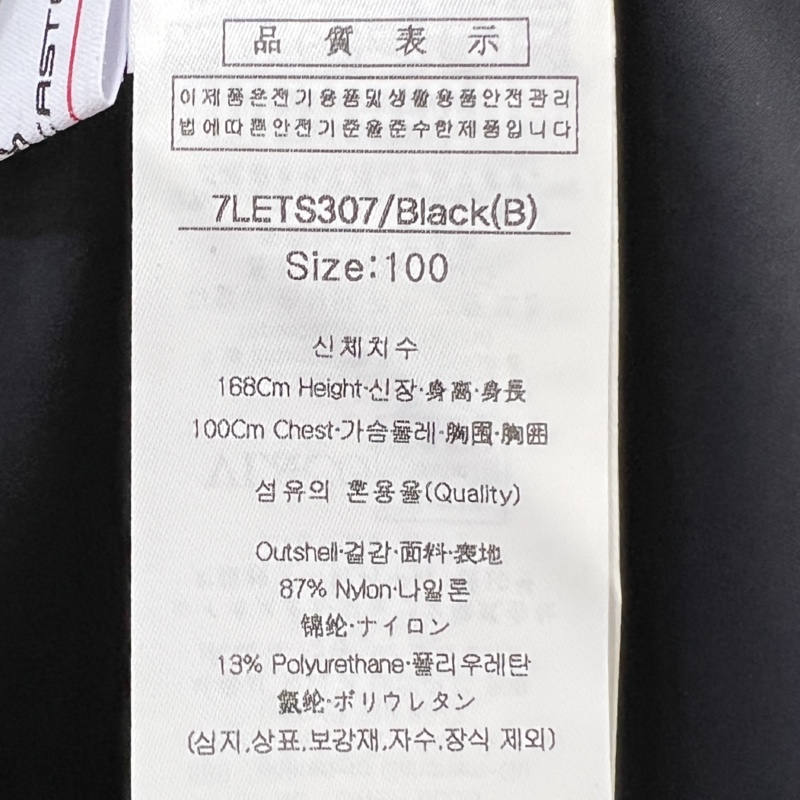 品質表示
이제품은전기용품및생활용품안전관리
법에따른안전기준을준수한제품입니다
7LETS307/Black(B)
Size:100
신체치수
168Cm Height·신장·身高·身長
100Cm Chest·가슴둘레·胸围·胸囲
섬유의 혼용율(Quality)
Outshell·겉감·面料·表地
87% Nylon·나일론
锦纶·ナイロン
13% Polyurethane·폴리우레탄
氨纶·ポリウレタン
(심지,상표,보강재,자수,장식 제외)